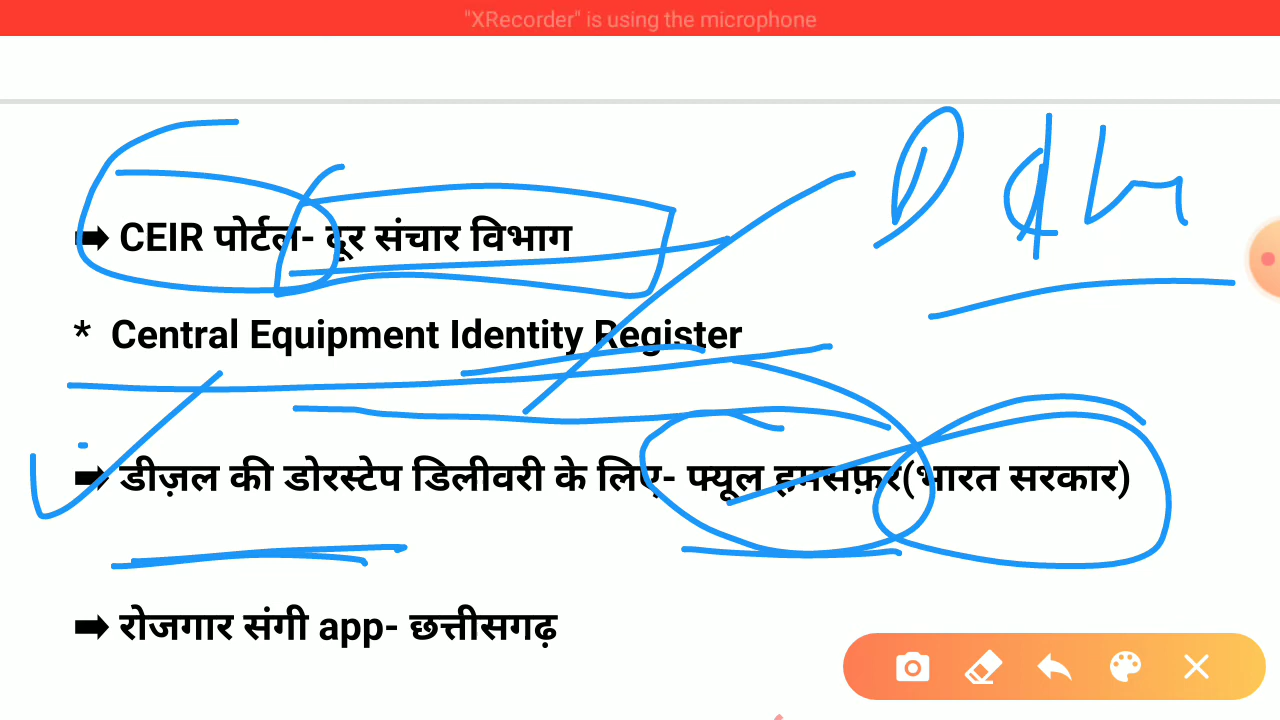 "XRecorder" is using the microphone
➡ CEIR पोर्टल- दूर संचार विभाग
* Central Equipment Identity Register
➡ डीज़ल की डोरस्टेप डिलीवरी के लिए- फ्यूल हमसफ़र(भारत सरकार)
➡ रोजगार संगी app- छत्तीसगढ़